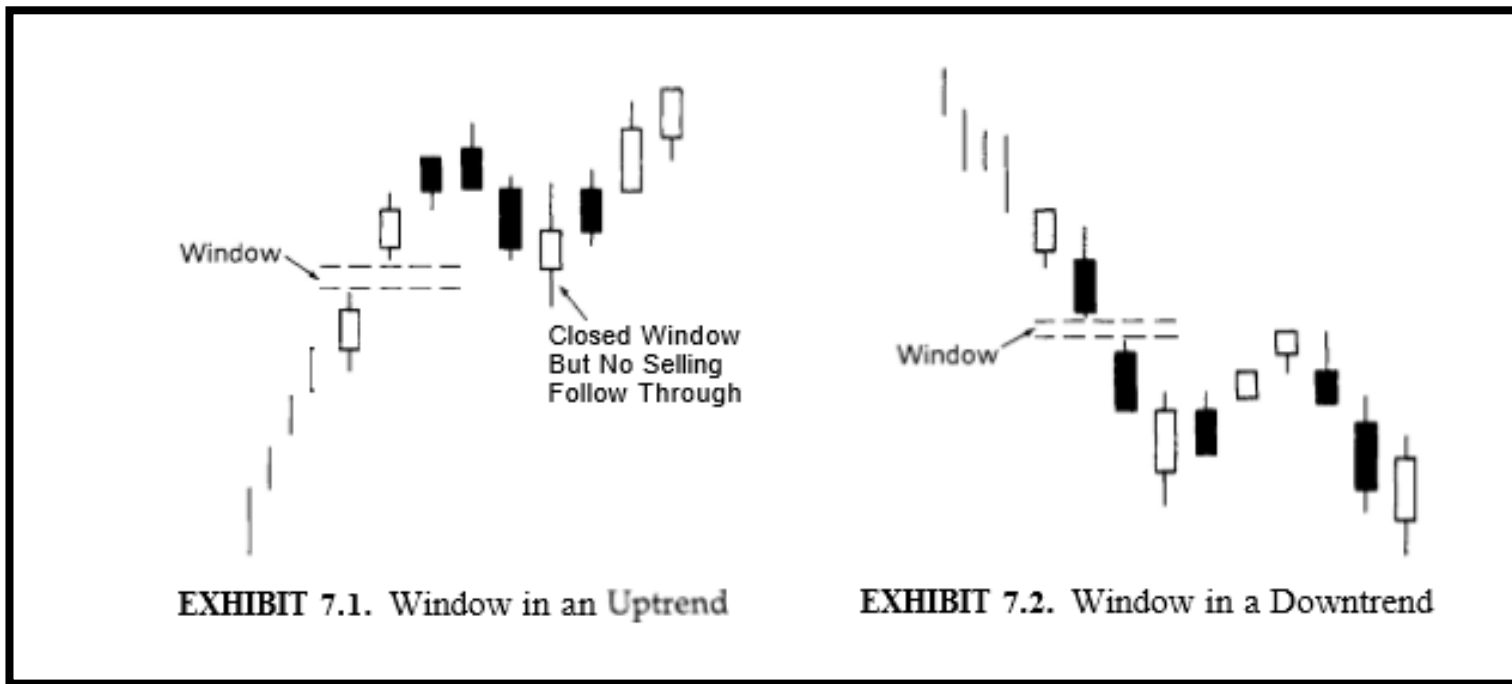 Window
Closed Window
But No Selling
Follow Through
EXHIBIT 7.1. Window in an Uptrend
Window
EXHIBIT 7.2. Window in a Downtrend